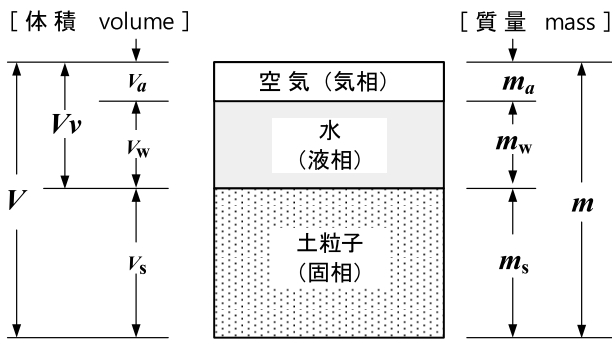 [ 体 積 volume ]
[ 質 量 mass ]
V
Vv
Va
Vw
Vs
空 気 （気相）
水
（液相）
土粒子
（固相）
ma
mw
ms
m